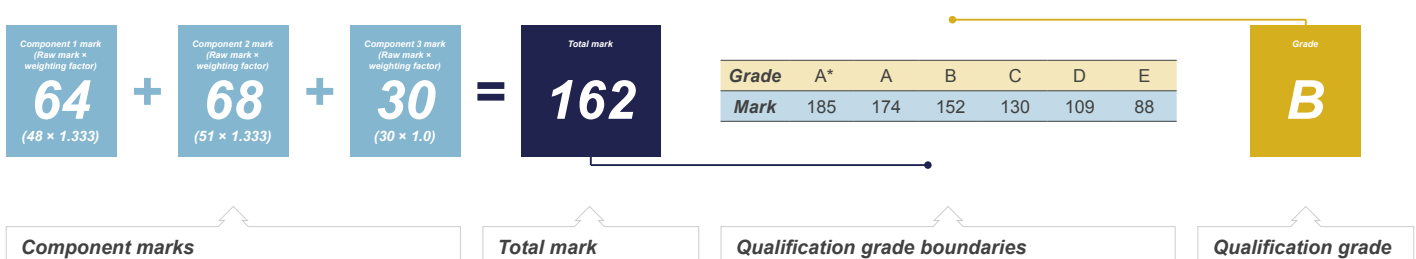 Component 1 mark
(Raw mark ×
weighting factor)
64
(48 × 1.333)
+
Component 2 mark
(Raw mark ×
weighting factor)
68
(51 × 1.333)
+
Component 3 mark
(Raw mark ×
weighting factor)
30
(30 × 1.0)
=
Total mark
162
Grade A* A B C D E
Mark 185 174 152 130 109 88
Grade
B
Component marks
Total mark
Qualification grade boundaries
Qualification grade